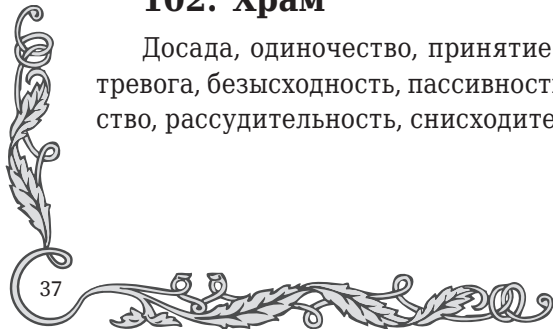 102. Храм
Досада, одиночество, принятие
тревога, безысходность, пассивност
ство, рассудительность, снисходите
37